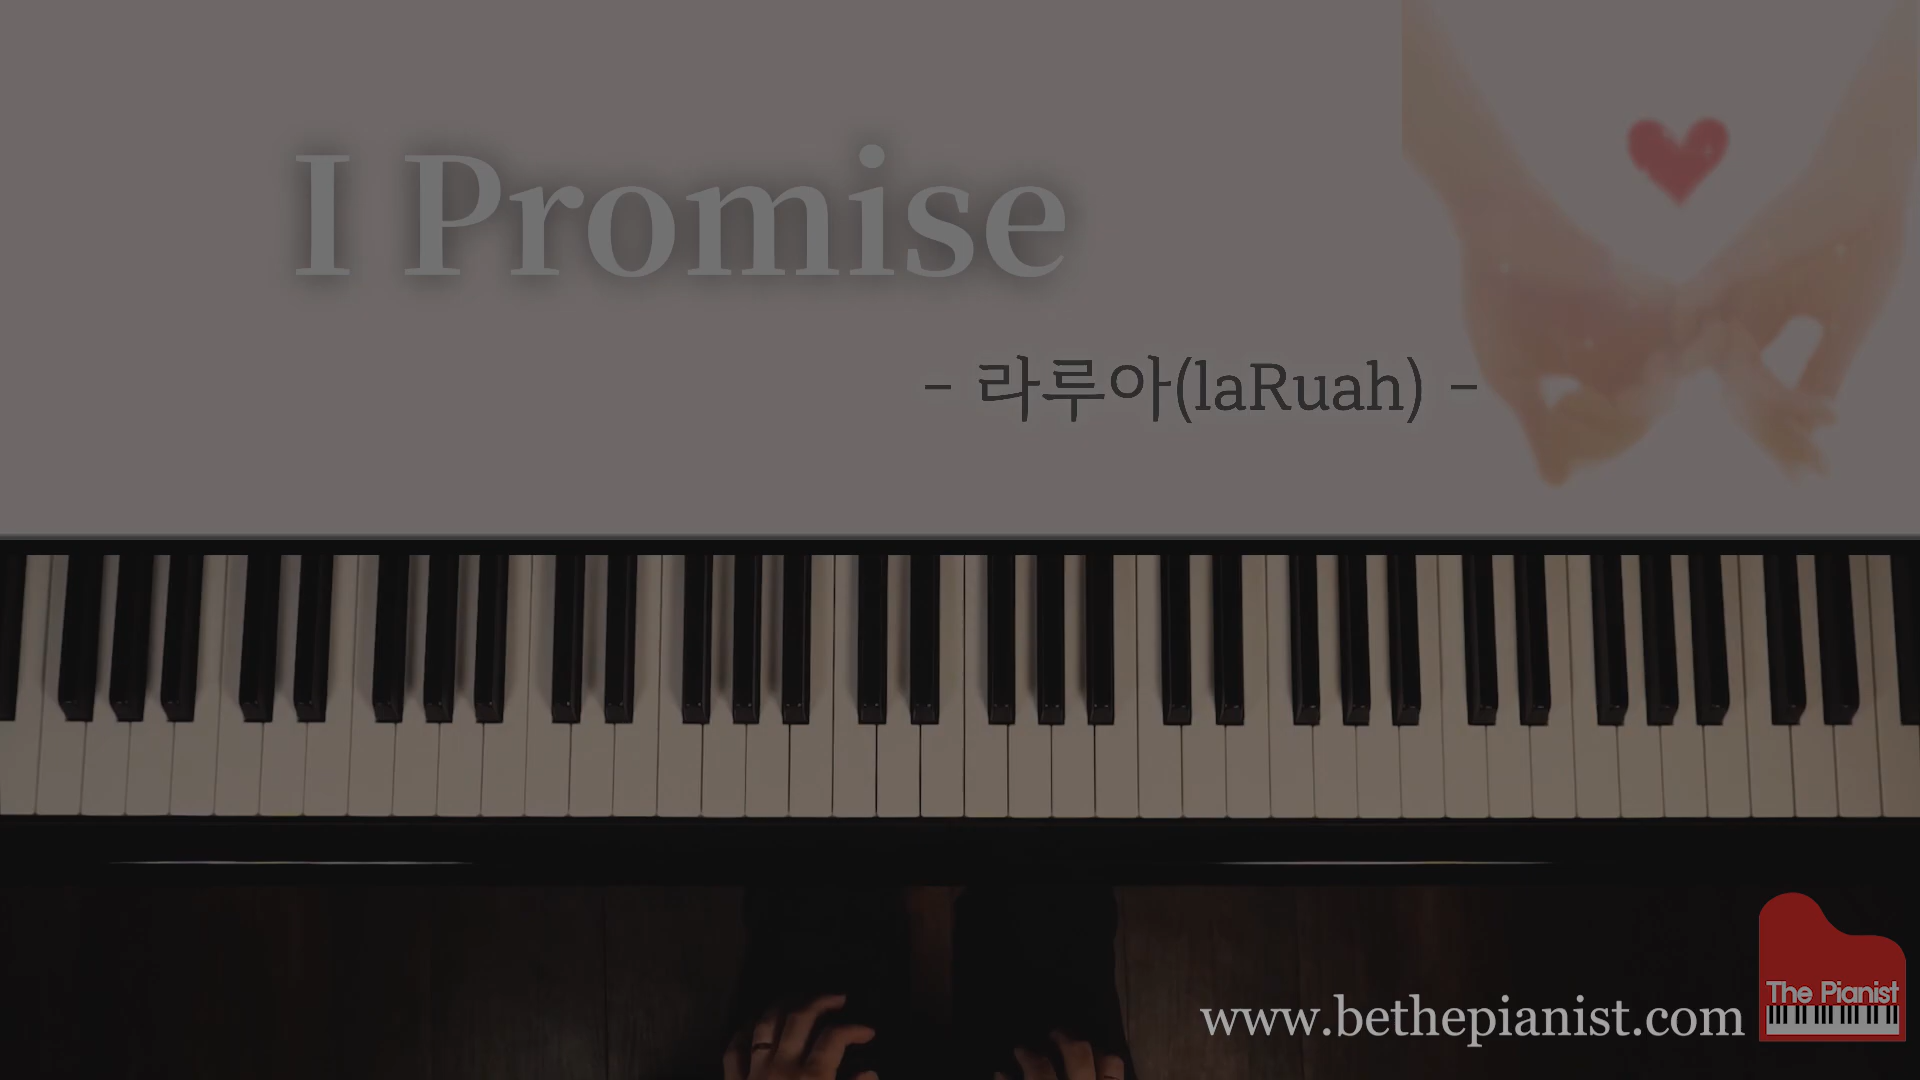 I Promise
- 라루아(laRuah) -
The Pianist
www.bethepianist.com